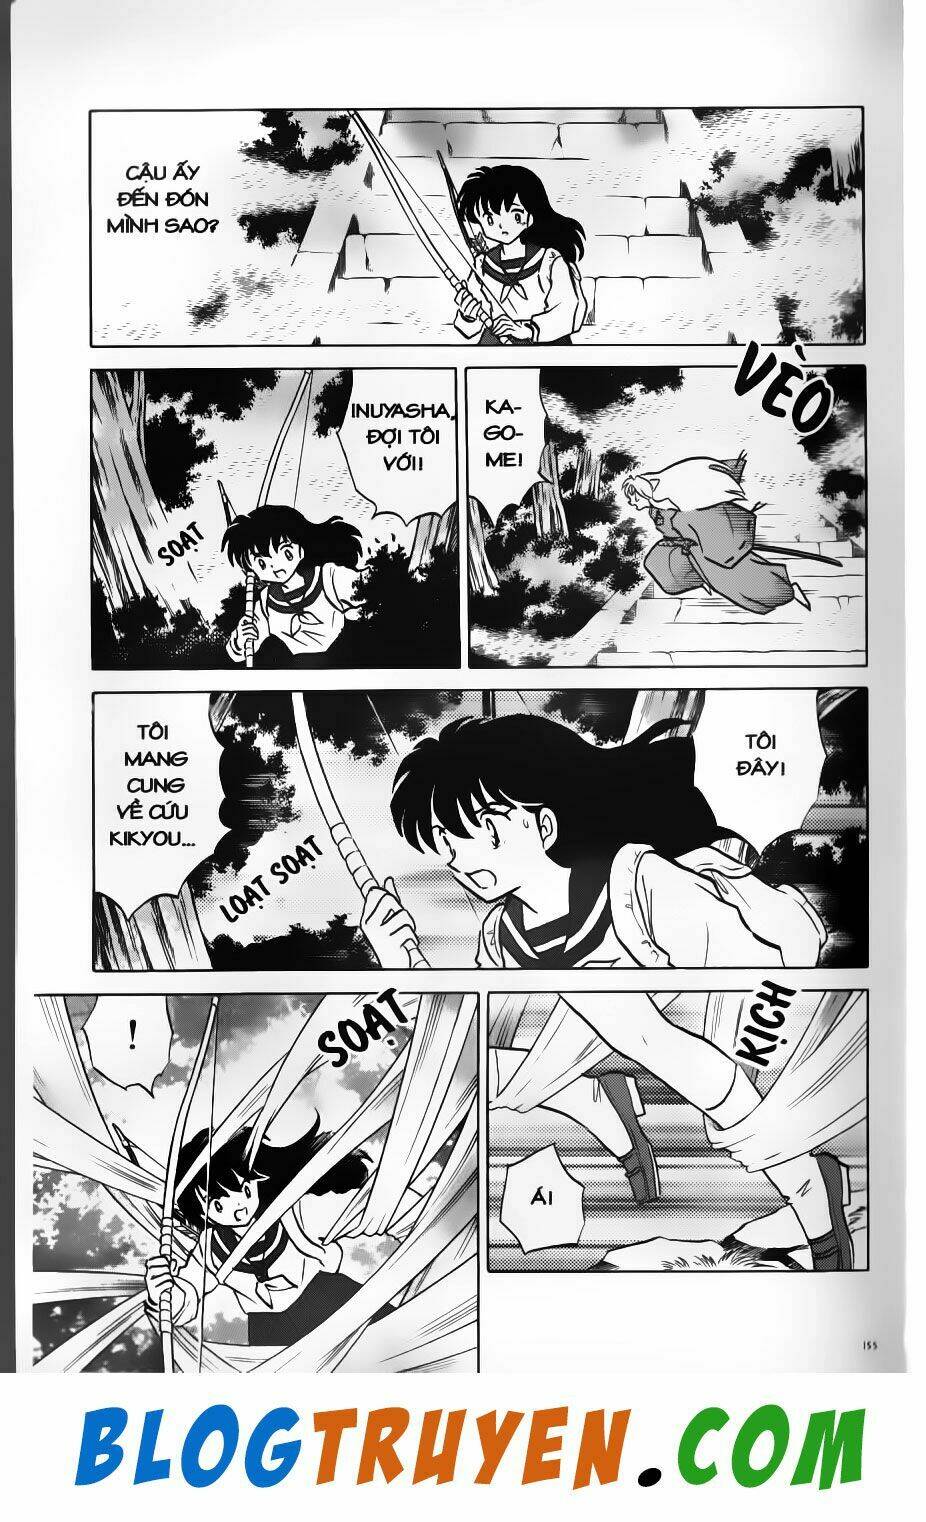 CẬU ẤY
ĐẾN ĐÓN
MÌNH SAO?
VÈO
INUYASHA,
ĐỢI TÔI
VỚI!
KA-
GO-
ME!
SOẠT
TÔI
MANG
CUNG
VỀ CỨU
KIKYOU...
TÔI
ĐÂY!
LOẠT SOẠT
!
SOẠT
KỊCH
ÁI
155
BLOGTRUYEN.COM